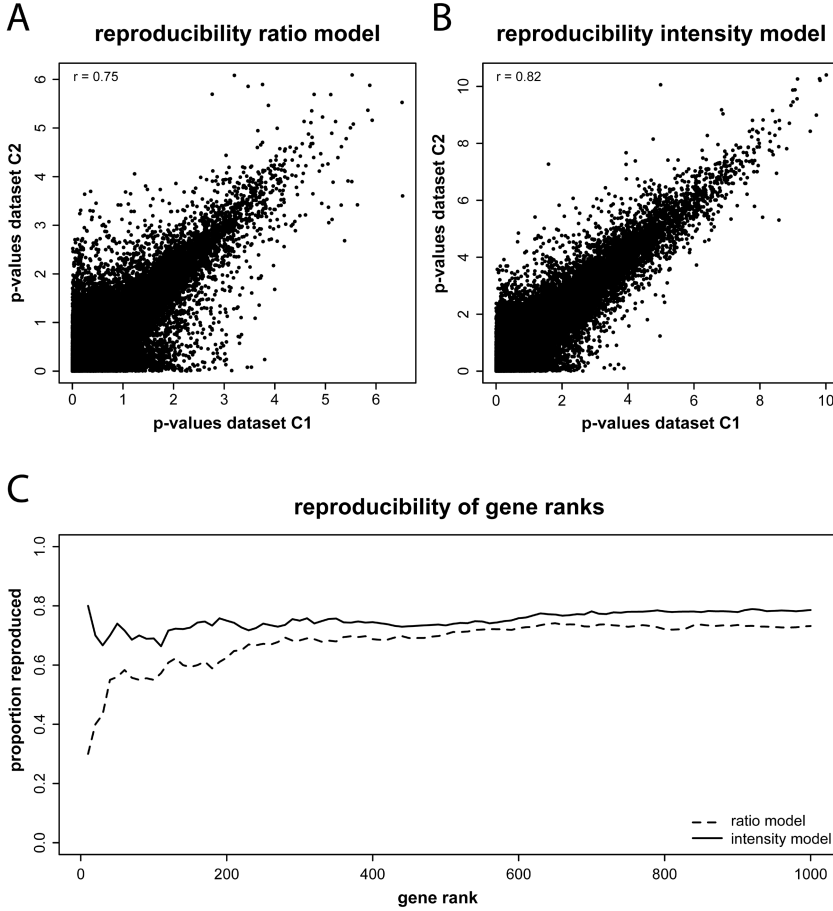 A
reproducibility ratio model
r = 0.75
p-values dataset C2
0
1
2
3
4
5
6
0 1 2 3 4 5 6
p-values dataset C1
B
reproducibility intensity model
r = 0.82
p-values dataset C2
0
2
4
6
8
10
0 2 4 6 8 10
p-values dataset C1
C
reproducibility of gene ranks
proportion reproduced
0.0
0.2
0.4
0.6
0.8
1.0
ratio model
intensity model
0 200 400 600 800 1000
gene rank